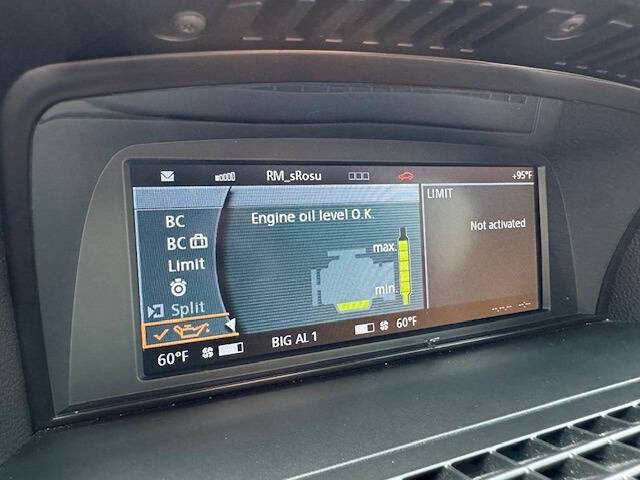 RM_sRosu +95°F
LIMIT
BC
Engine oil level O.K.
Not activated
BC
max.
Limit
min.
Split
60°F BIG AL 1 60°F
--.--.--